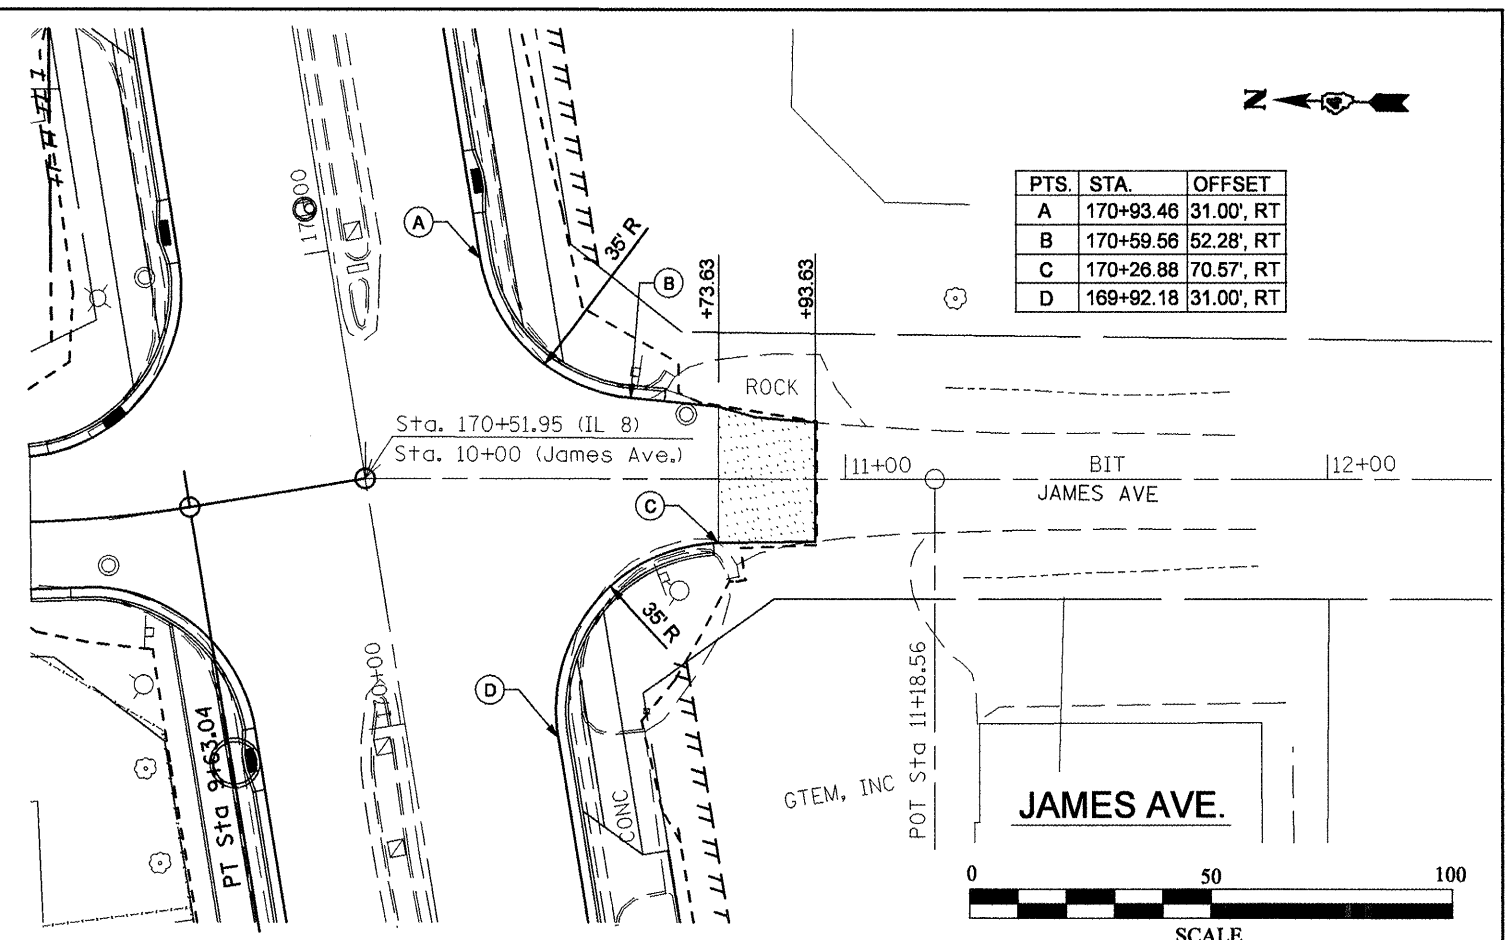 N
PTS. STA. OFFSET
A 170+93.46 31.00', RT
B 170+59.56 52.28', RT
C 170+26.88 70.57', RT
D 169+92.18 31.00', RT
A
35' R
B
+73.63
+93.63
ROCK
Sta. 170+51.95 (IL 8)
Sta. 10+00 (James Ave.)
11+00
BIT
12+00
JAMES AVE
C
35' R
D
PT Sta 9+63.04
CONC
GTEM, INC
POT Sta 11+18.56
JAMES AVE.
0 50 100
SCALE